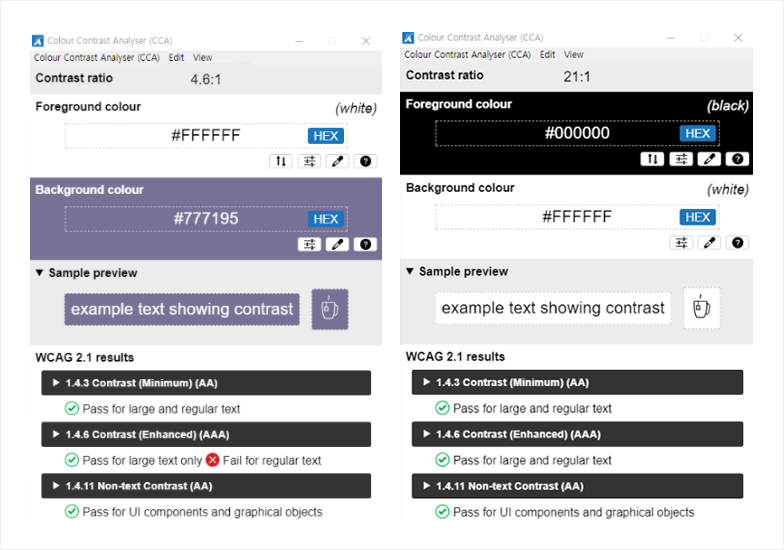 Colour Contrast Analyser (CCA)
Colour Contrast Analyser (CCA) Edit View
Contrast ratio 4.6:1
Foreground colour (white)
#FFFFFF HEX
Background colour
#777195 HEX
▼ Sample preview
example text showing contrast
WCAG 2.1 results
▶ 1.4.3 Contrast (Minimum) (AA)
Pass for large and regular text
▶ 1.4.6 Contrast (Enhanced) (AAA)
Pass for large text only Fail for regular text
▶ 1.4.11 Non-text Contrast (AA)
Pass for UI components and graphical objects
Colour Contrast Analyser (CCA)
Colour Contrast Analyser (CCA) Edit View
Contrast ratio 21:1
Foreground colour (black)
#000000 HEX
Background colour (white)
#FFFFFF HEX
▼ Sample preview
example text showing contrast
WCAG 2.1 results
▶ 1.4.3 Contrast (Minimum) (AA)
Pass for large and regular text
▶ 1.4.6 Contrast (Enhanced) (AAA)
Pass for large and regular text
▶ 1.4.11 Non-text Contrast (AA)
Pass for UI components and graphical objects